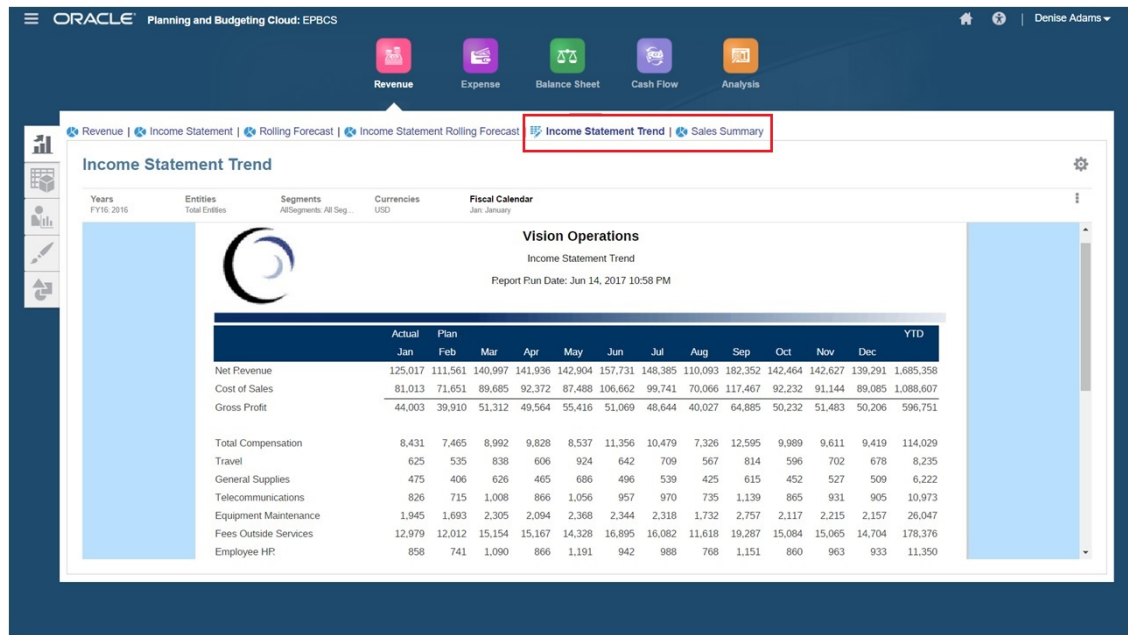 ORACLE® Planning and Budgeting Cloud: EPBCS Denise Adams
Revenue Expense Balance Sheet Cash Flow Analysis
Revenue | Income Statement | Rolling Forecast | Income Statement Rolling Forecast | Income Statement Trend | Sales Summary
Income Statement Trend
Years Entities Segments Currencies Fiscal Calendar
FY16: 2016 Total Entities AllSegments: All Seg... USD Jan: January
Vision Operations
Income Statement Trend
Report Run Date: Jun 14, 2017 10:58 PM
Actual Plan YTD
Jan Feb Mar Apr May Jun Jul Aug Sep Oct Nov Dec
Net Revenue 125,017 111,561 140,997 141,936 142,904 157,731 148,385 110,093 182,352 142,464 142,627 139,291 1,685,358
Cost of Sales 81,013 71,651 89,685 92,372 87,488 106,662 99,741 70,066 117,467 92,232 91,144 89,085 1,088,607
Gross Profit 44,003 39,910 51,312 49,564 55,416 51,069 48,644 40,027 64,885 50,232 51,483 50,206 596,751
Total Compensation 8,431 7,465 8,992 9,828 8,537 11,356 10,479 7,326 12,595 9,989 9,611 9,419 114,029
Travel 625 535 838 606 924 642 709 567 814 596 702 678 8,235
General Supplies 475 406 626 465 686 496 539 425 615 452 527 509 6,222
Telecommunications 826 715 1,008 866 1,056 957 970 735 1,139 865 931 905 10,973
Equipment Maintenance 1,945 1,693 2,305 2,094 2,368 2,344 2,318 1,732 2,757 2,117 2,215 2,157 26,047
Fees Outside Services 12,979 12,012 15,154 15,167 14,328 16,895 16,082 11,618 19,287 15,084 15,065 14,704 178,376
Employee HR 858 741 1,090 866 1,191 942 988 768 1,151 860 963 933 11,350